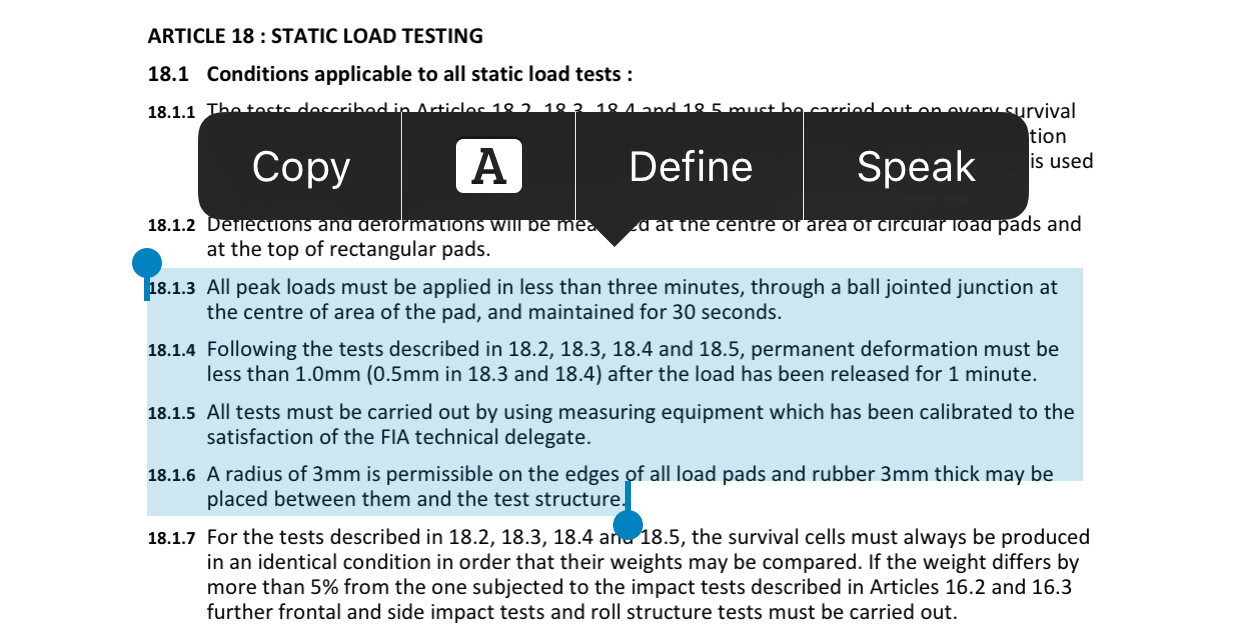 ARTICLE 18 : STATIC LOAD TESTING
18.1 Conditions applicable to all static load tests :
18.1.1 The tests described in Articles 18.2, 18.3, 18.4 and 18.5 must be carried out on every survival
tion
is used
Copy A Define Speak
18.1.2 Deflections and deformations will be mea ed at the centre of area of circular load pads and
at the top of rectangular pads.
18.1.3 All peak loads must be applied in less than three minutes, through a ball jointed junction at
the centre of area of the pad, and maintained for 30 seconds.
18.1.4 Following the tests described in 18.2, 18.3, 18.4 and 18.5, permanent deformation must be
less than 1.0mm (0.5mm in 18.3 and 18.4) after the load has been released for 1 minute.
18.1.5 All tests must be carried out by using measuring equipment which has been calibrated to the
satisfaction of the FIA technical delegate.
18.1.6 A radius of 3mm is permissible on the edges of all load pads and rubber 3mm thick may be
placed between them and the test structure.
18.1.7 For the tests described in 18.2, 18.3, 18.4 and 18.5, the survival cells must always be produced
in an identical condition in order that their weights may be compared. If the weight differs by
more than 5% from the one subjected to the impact tests described in Articles 16.2 and 16.3
further frontal and side impact tests and roll structure tests must be carried out.